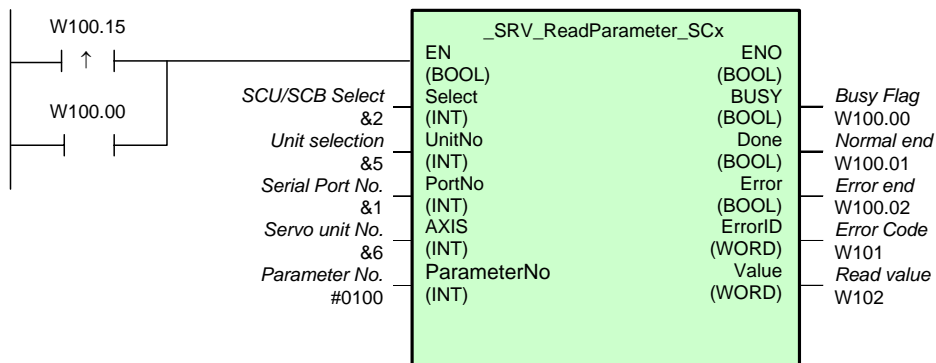 W100.15
↑
W100.00
SCU/SCB Select
&2
Unit selection
&5
Serial Port No.
&1
Servo unit No.
&6
Parameter No.
#0100
_SRV_ReadParameter_SCx
EN ENO
(BOOL) (BOOL)
Select BUSY
(INT) (BOOL)
UnitNo Done
(INT) (BOOL)
PortNo Error
(INT) (BOOL)
AXIS ErrorID
(INT) (WORD)
ParameterNo Value
(INT) (WORD)
Busy Flag
W100.00
Normal end
W100.01
Error end
W100.02
Error Code
W101
Read value
W102